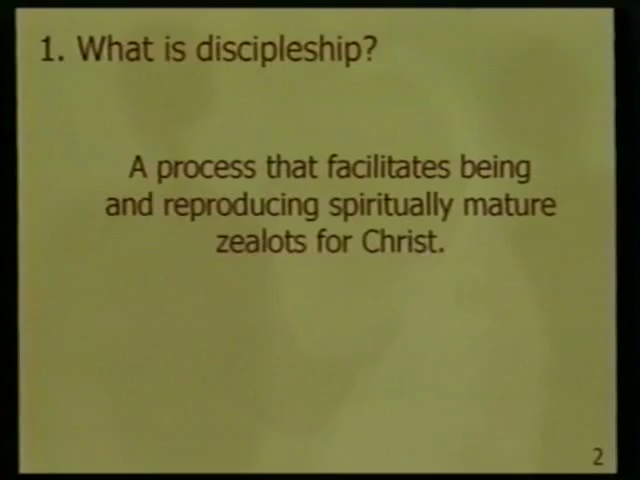 1. What is discipleship?
A process that facilitates being
and reproducing spiritually mature
zealots for Christ.
2